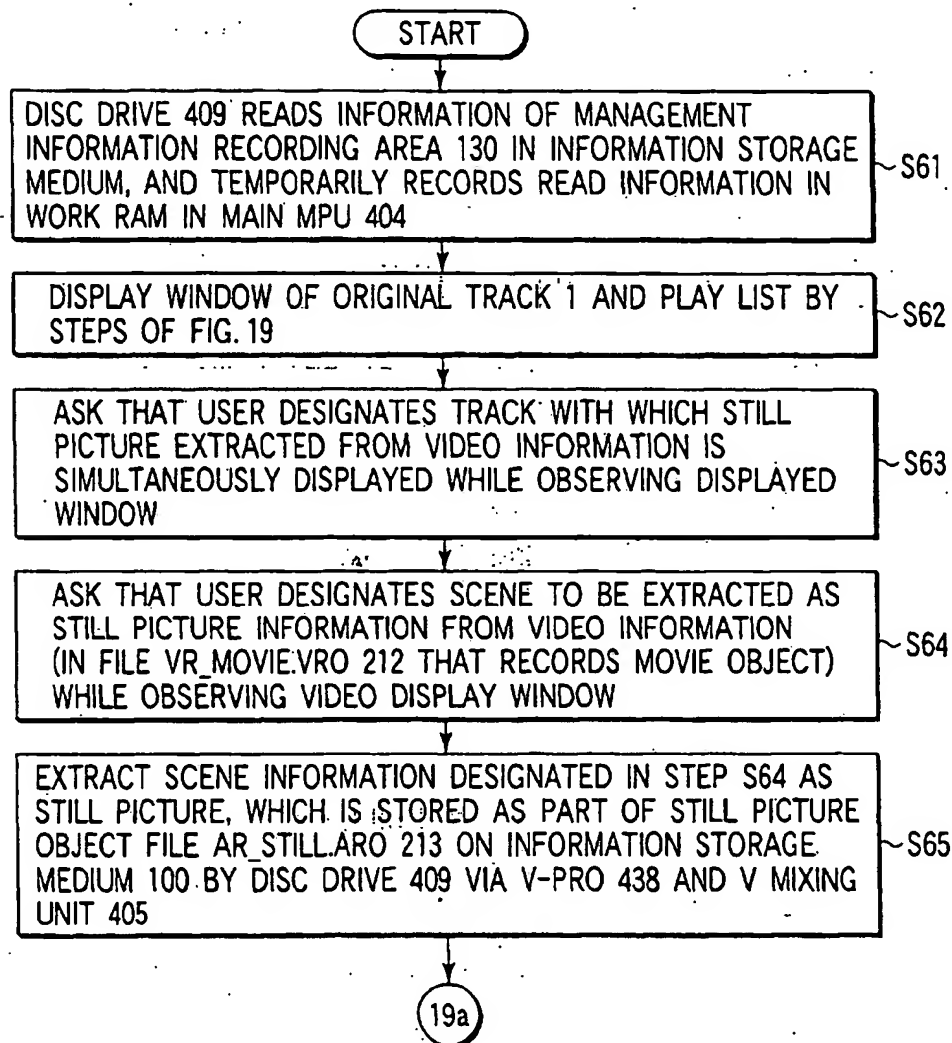 START
DISC DRIVE 409 READS INFORMATION OF MANAGEMENT
INFORMATION RECORDING AREA 130 IN INFORMATION STORAGE
MEDIUM, AND TEMPORARILY RECORDS READ INFORMATION IN
WORK RAM IN MAIN MPU 404
S61
DISPLAY WINDOW OF ORIGINAL TRACK 1 AND PLAY LIST BY
STEPS OF FIG. 19
S62
ASK THAT USER DESIGNATES TRACK WITH WHICH STILL
PICTURE EXTRACTED FROM VIDEO INFORMATION IS
SIMULTANEOUSLY DISPLAYED WHILE OBSERVING DISPLAYED
WINDOW
S63
ASK THAT USER DESIGNATES SCENE TO BE EXTRACTED AS
STILL PICTURE INFORMATION FROM VIDEO INFORMATION
(IN FILE VR_MOVIE.VRO 212 THAT RECORDS MOVIE OBJECT)
WHILE OBSERVING VIDEO DISPLAY WINDOW
S64
EXTRACT SCENE INFORMATION DESIGNATED IN STEP S64 AS
STILL PICTURE, WHICH IS STORED AS PART OF STILL PICTURE
OBJECT FILE AR_STILL.ARO 213 ON INFORMATION STORAGE
MEDIUM 100 BY DISC DRIVE 409 VIA V-PRO 438 AND V MIXING
UNIT 405
S65
19a